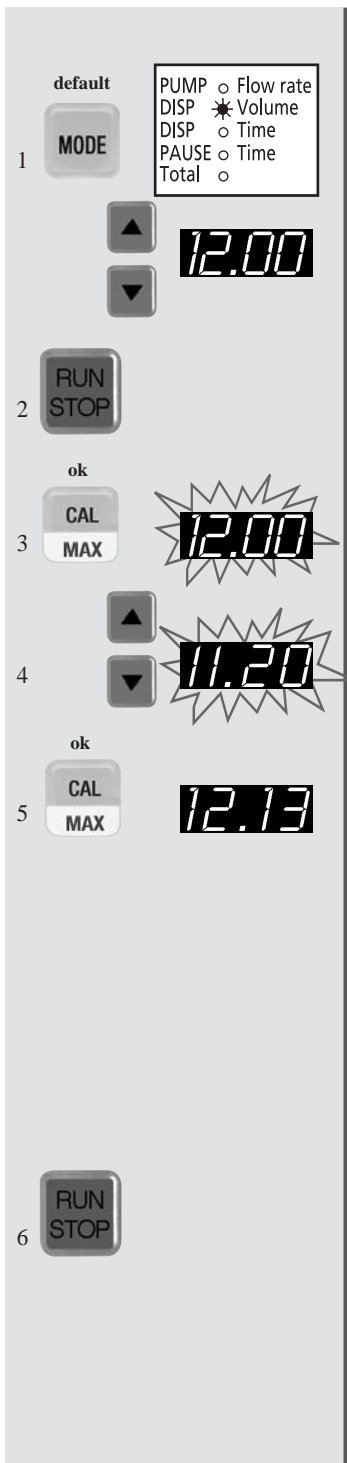 default
PUMP Flow rate
DISP Volume
DISP Time
PAUSE Time
Total
1 MODE
12.00
RUN
2 STOP
ok
CAL
3 MAX 12.00
4 11.20
ok
CAL
5 MAX 12.13
RUN
6 STOP